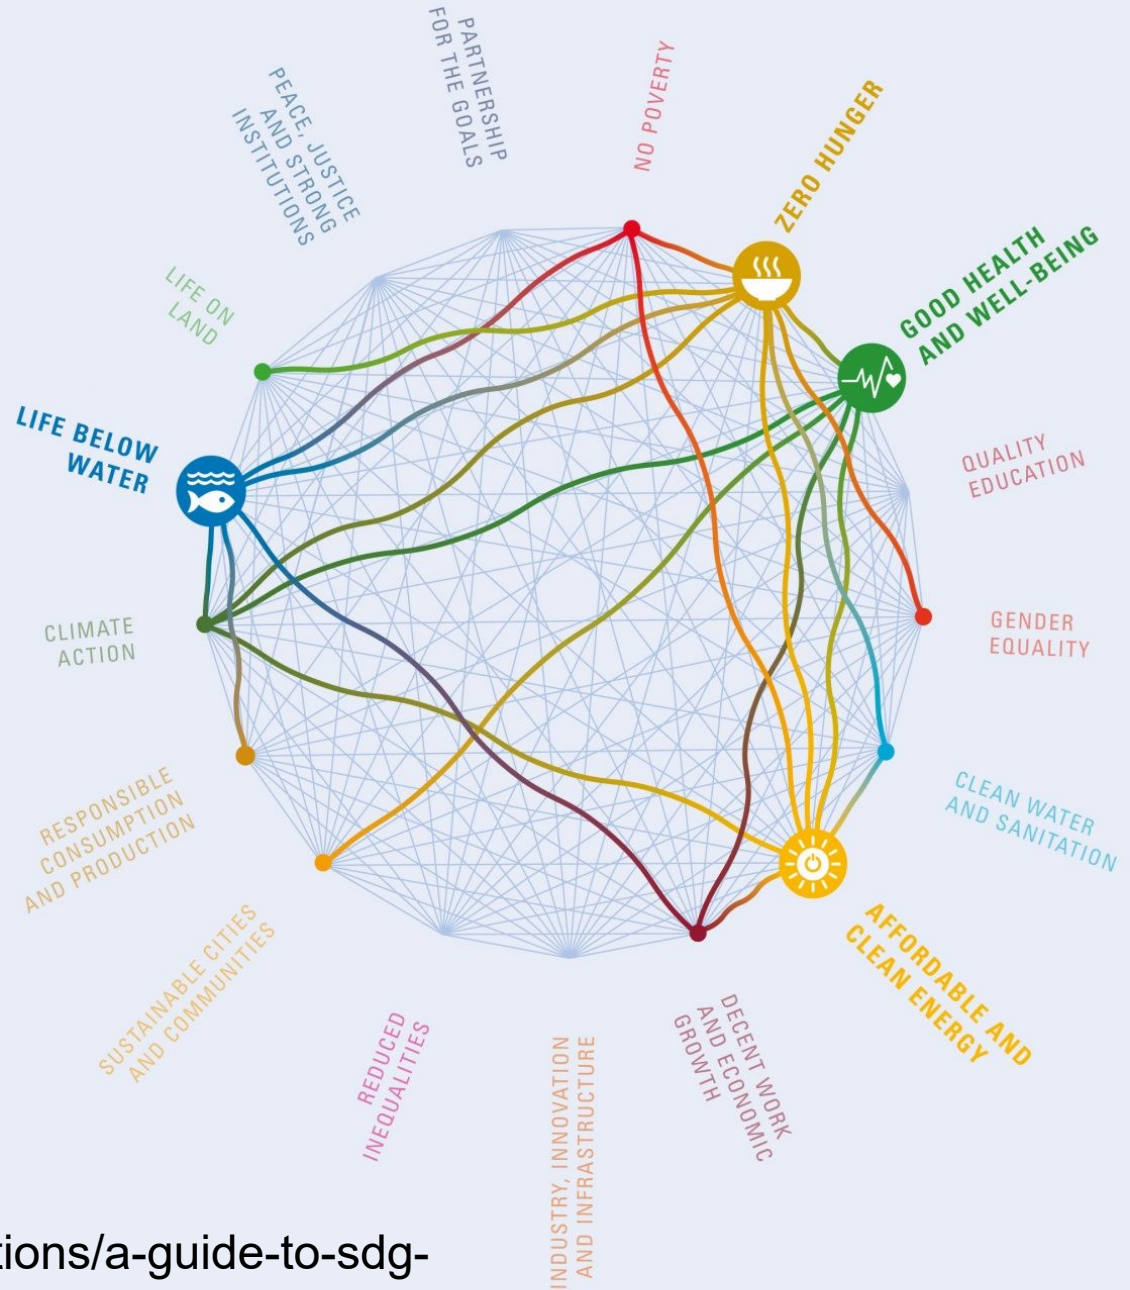 PARTNERSHIP
FOR THE GOALS
NO POVERTY
ZERO HUNGER
GOOD HEALTH
AND WELL-BEING
QUALITY
EDUCATION
GENDER
EQUALITY
CLEAN WATER
AND SANITATION
AFFORDABLE AND
CLEAN ENERGY
DECENT WORK
AND ECONOMIC
GROWTH
INDUSTRY, INNOVATION
AND INFRASTRUCTURE
REDUCED
INEQUALITIES
SUSTAINABLE CITIES
AND COMMUNITIES
RESPONSIBLE
CONSUMPTION
AND PRODUCTION
CLIMATE
ACTION
LIFE BELOW
WATER
LIFE ON
LAND
PEACE, JUSTICE
AND STRONG
INSTITUTIONS
tions/a-guide-to-sdg-